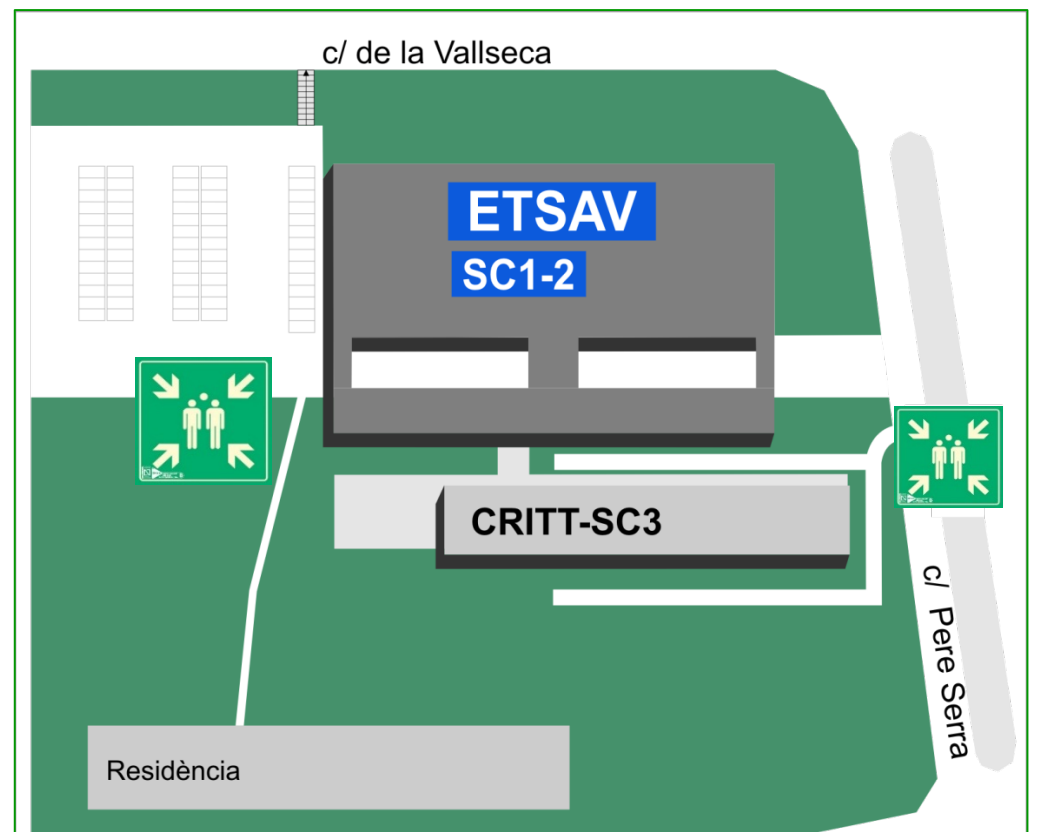 c/ de la Vallseca
ETSAV
SC1-2
CRITT-SC3
c/ Pere Serra
Residència